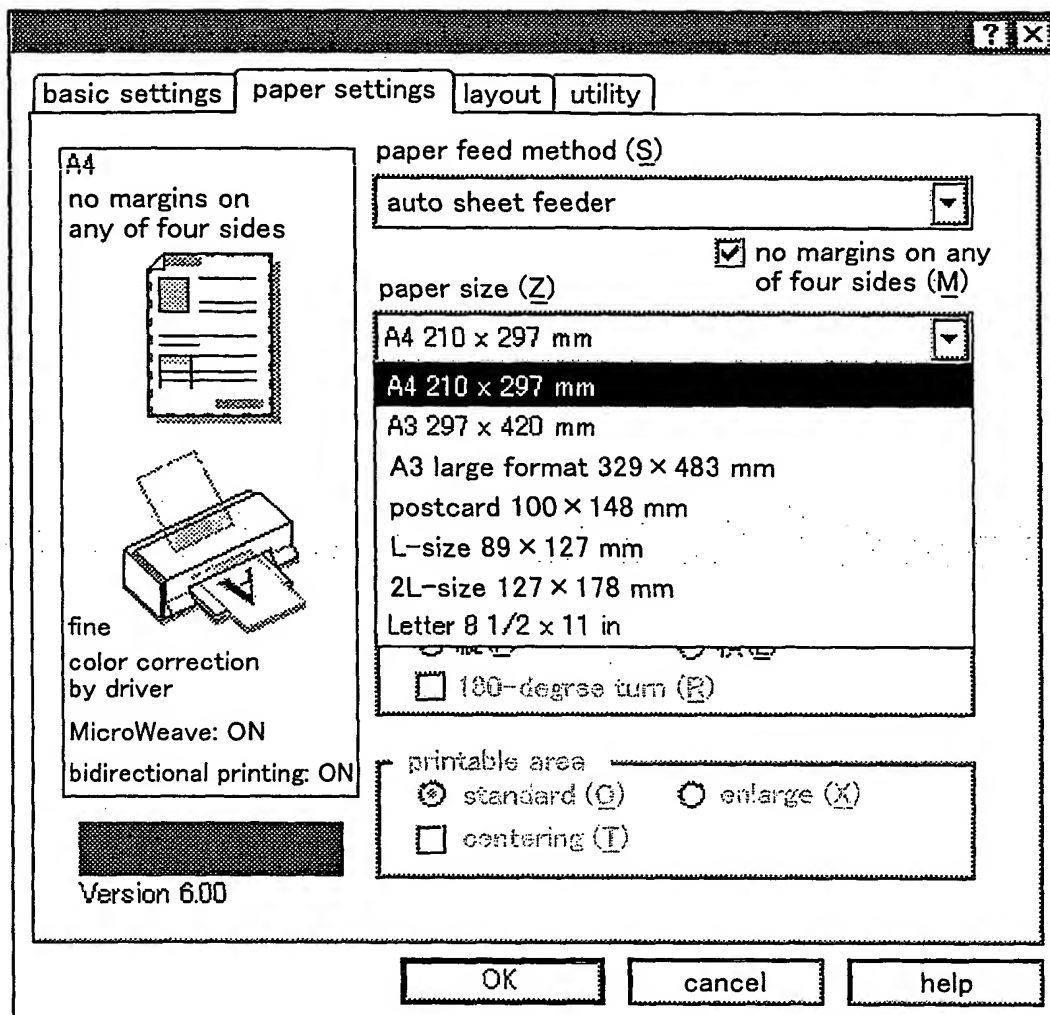 ? ×
basic settings paper settings layout utility
A4
no margins on
any of four sides
fine
color correction
by driver
MicroWeave: ON
bidirectional printing: ON
Version 6.00
paper feed method (S)
auto sheet feeder
no margins on any
of four sides (M)
paper size (Z)
A4 210 x 297 mm
A4 210 x 297 mm
A3 297 x 420 mm
A3 large format 329 × 483 mm
postcard 100 × 148 mm
L-size 89 × 127 mm
2L-size 127 × 178 mm
Letter 8 1/2 x 11 in
180-degree turn (R)
printable area
standard (O) enlarge (X)
centering (T)
OK cancel help